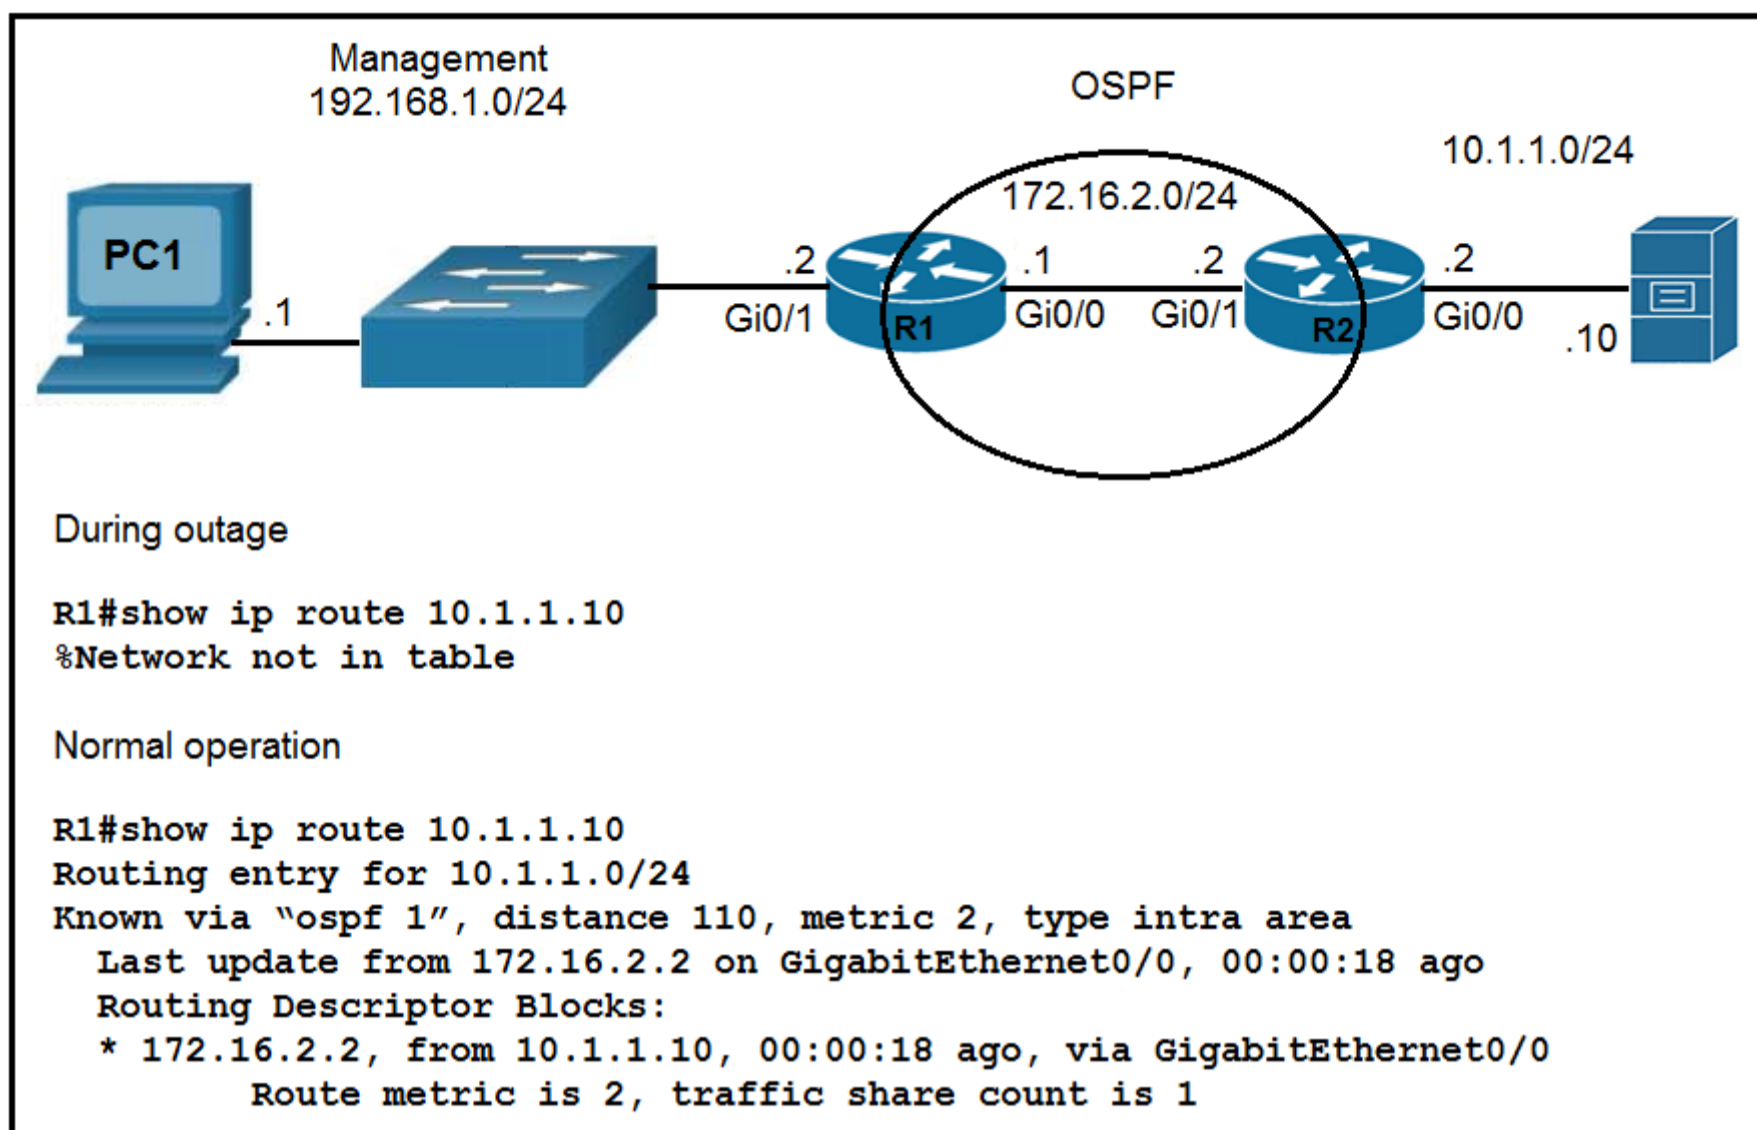 Management
192.168.1.0/24
OSPF
10.1.1.0/24
172.16.2.0/24
PC1
.1
.2
Gi0/1
R1
.1
Gi0/0
.2
Gi0/1
R2
.2
Gi0/0
.10
During outage
R1#show ip route 10.1.1.10
%Network not in table
Normal operation
R1#show ip route 10.1.1.10
Routing entry for 10.1.1.0/24
Known via “ospf 1”, distance 110, metric 2, type intra area
Last update from 172.16.2.2 on GigabitEthernet0/0, 00:00:18 ago
Routing Descriptor Blocks:
* 172.16.2.2, from 10.1.1.10, 00:00:18 ago, via GigabitEthernet0/0
Route metric is 2, traffic share count is 1